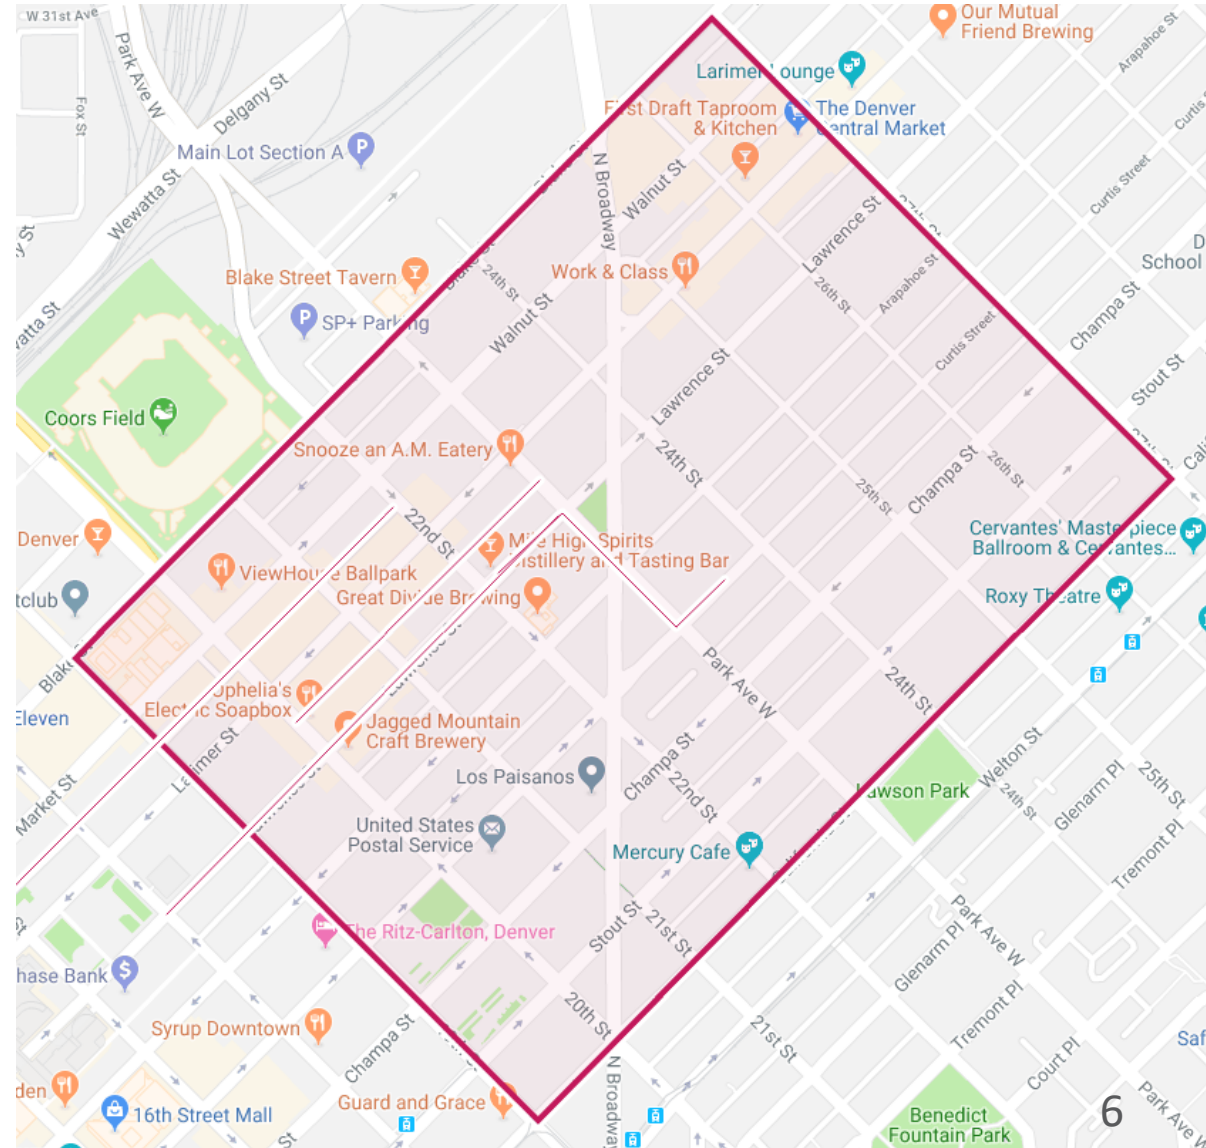 W 31st Ave
Our Mutual
Friend Brewing
Park Ave W
Arapahoe St
Delgany St
Larimer Lounge
Fox St
First Draft Taproom
& Kitchen
The Denver
Central Market
Curtis St
Main Lot Section A
N Broadway
Wewatta St
Walnut St
Curtis Street
Lawrence St
27th St
Blake Street Tavern
Blake St
24th St
Work & Class
26th St
Arapahoe St
School
Champa St
SP+ Parking
Walnut St
Curtis Street
Stout St
Lawrence St
Coors Field
Snooze an A.M. Eatery
24th St
Champa St
26th St
25th St
22nd St
Denver
Mile High Spirits
Distillery and Tasting Bar
Cervantes' Masterpiece
Ballroom & Cervantes...
ViewHouse Ballpark
Great Divide Brewing
Roxy Theatre
Lawrence St
Park Ave W
24th St
Ophelia's
Electric Soapbox
Eleven
Jagged Mountain
Craft Brewery
Larimer St
Market St
Los Paisanos
Champa St
22nd St
Welton St
24th St
25th St
Glenarm Pl
Lawson Park
United States
Postal Service
Mercury Cafe
Tremont Pl
The Ritz-Carlton, Denver
Stout St
21st St
Park Ave W
Glenarm Pl
Syrup Downtown
20th St
Tremont Pl
21st St
Champa St
Court Pl
N Broadway
16th Street Mall
Guard and Grace
Benedict
Fountain Park
Park Ave W
6